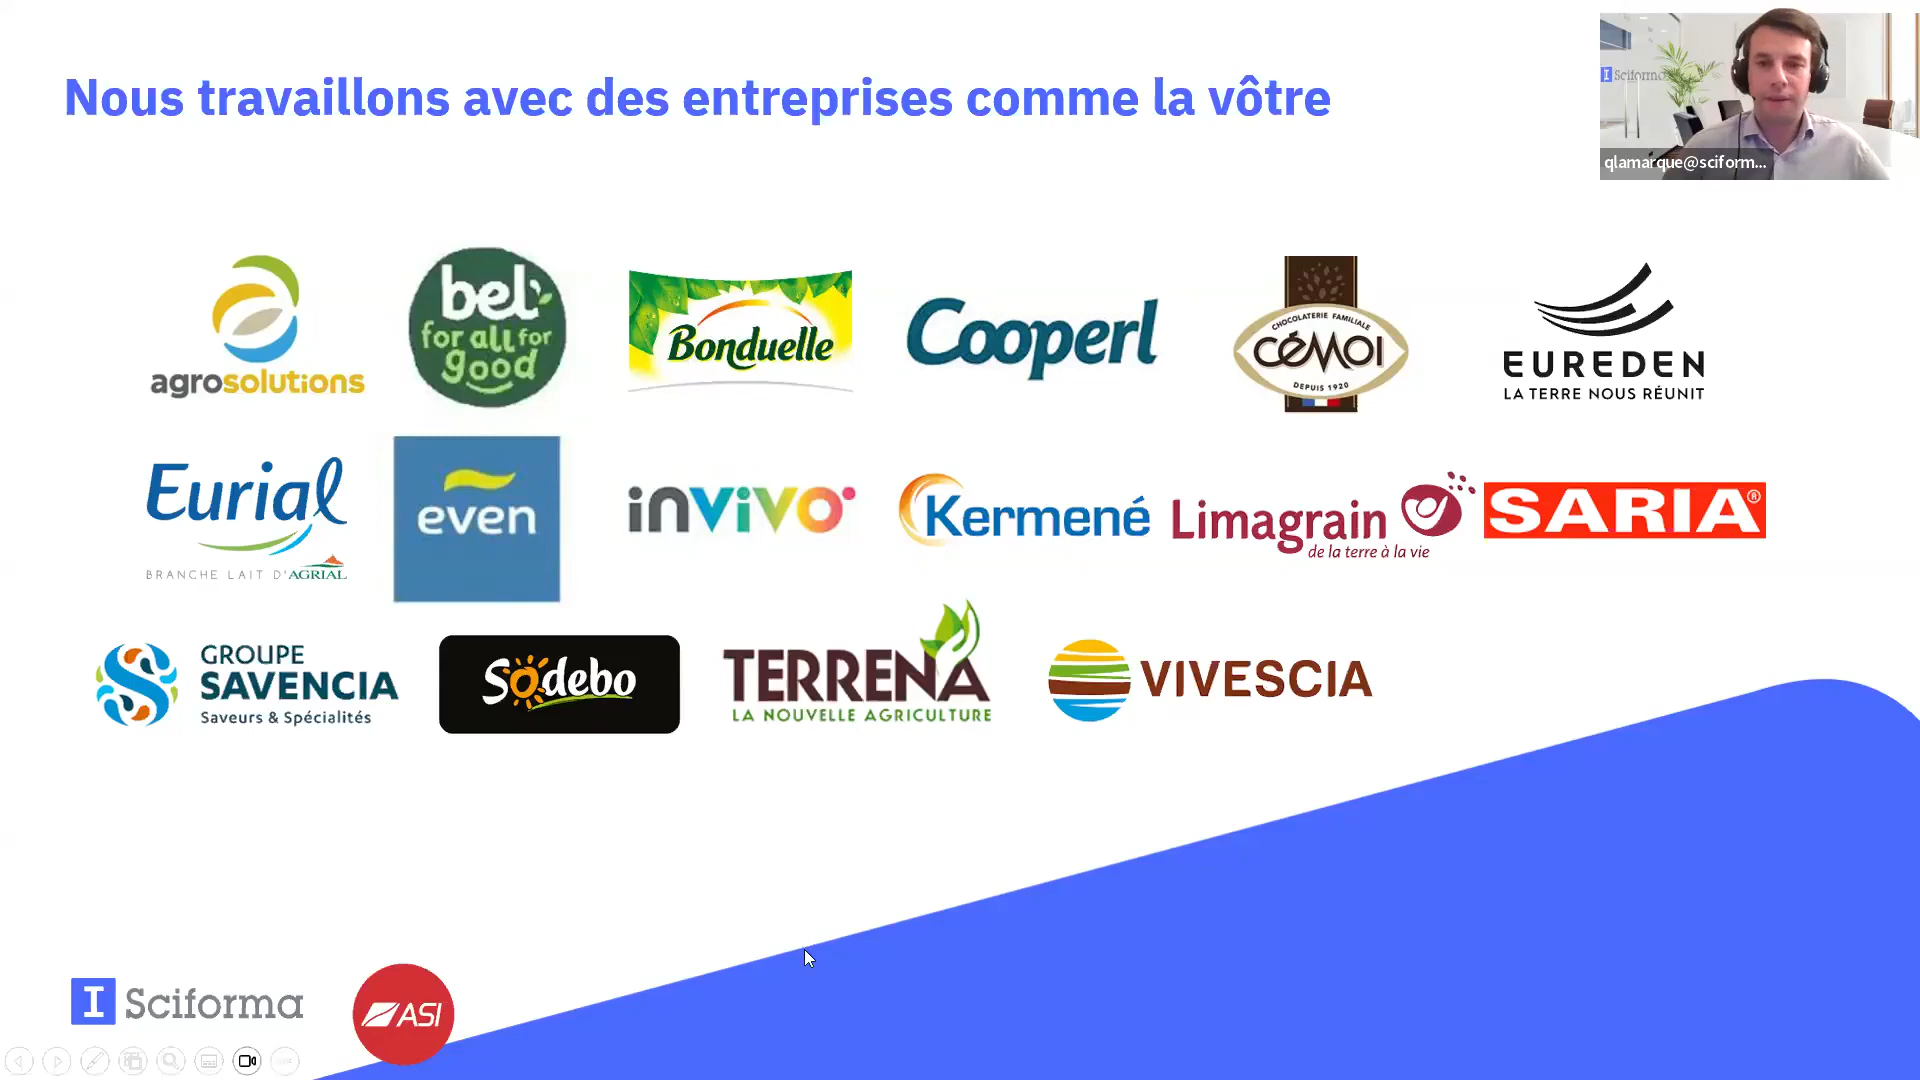 Nous travaillons avec des entreprises comme la vôtre
Sciforma
qlamarque@sciform...
agrosolutions
bel
for all for
good
Bonduelle
Cooperl
CHOCOLATERIE FAMILIALE
CÉMOI
DEPUIS 1920
EUREDEN
LA TERRE NOUS RÉUNIT
Eurial
BRANCHE LAIT D'AGRIAL
even
invivo
Kermené
Limagrain
de la terre à la vie
SARIA®
GROUPE
SAVENCIA
Saveurs & Spécialités
Sodebo
TERRENA
LA NOUVELLE AGRICULTURE
VIVESCIA
I Sciforma
ASI